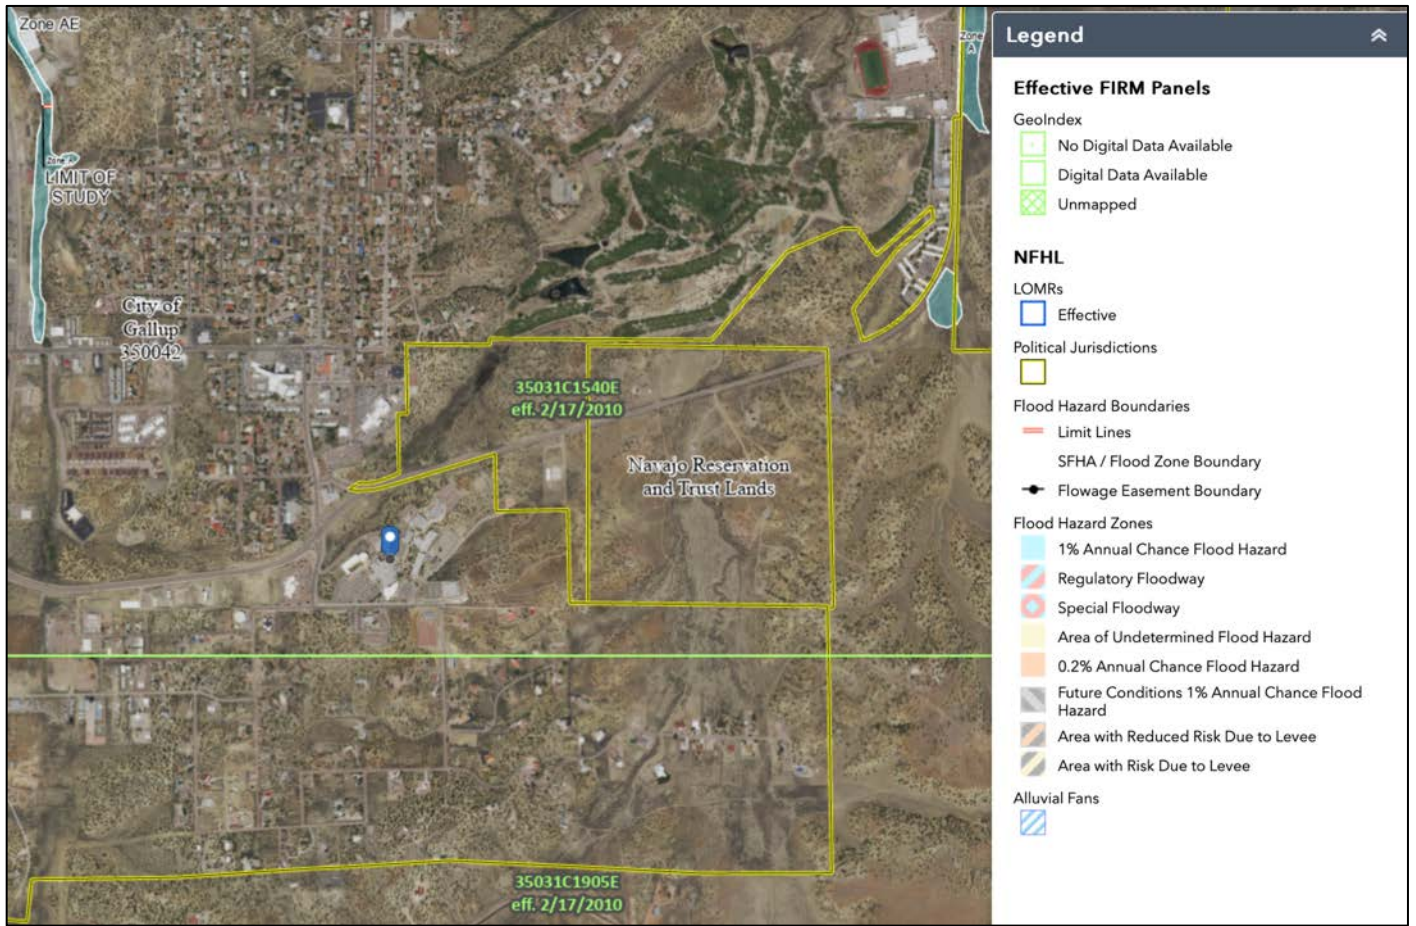 Zone AE
Zone A
LIMIT OF
STUDY
Zone
A
City of
Gallup
350042
35031C1540E
eff. 2/17/2010
Navajo Reservation
and Trust Lands
35031C1905E
eff. 2/17/2010
Legend
Effective FIRM Panels
GeoIndex
No Digital Data Available
Digital Data Available
Unmapped
NFHL
LOMRs
Effective
Political Jurisdictions
Flood Hazard Boundaries
Limit Lines
SFHA / Flood Zone Boundary
Flowage Easement Boundary
Flood Hazard Zones
1% Annual Chance Flood Hazard
Regulatory Floodway
Special Floodway
Area of Undetermined Flood Hazard
0.2% Annual Chance Flood Hazard
Future Conditions 1% Annual Chance Flood
Hazard
Area with Reduced Risk Due to Levee
Area with Risk Due to Levee
Alluvial Fans